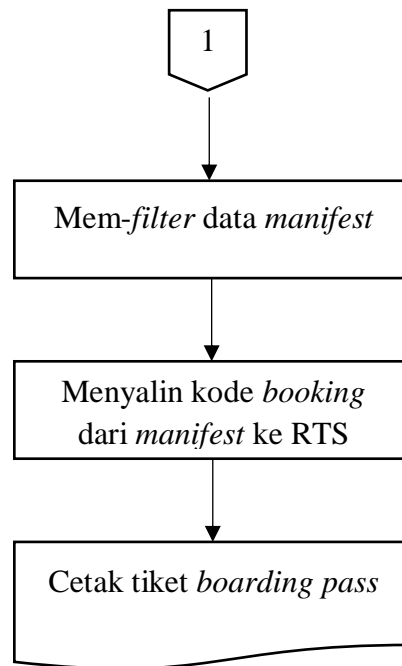 1
Mem-filter data manifest
Menyalin kode booking
dari manifest ke RTS
Cetak tiket boarding pass